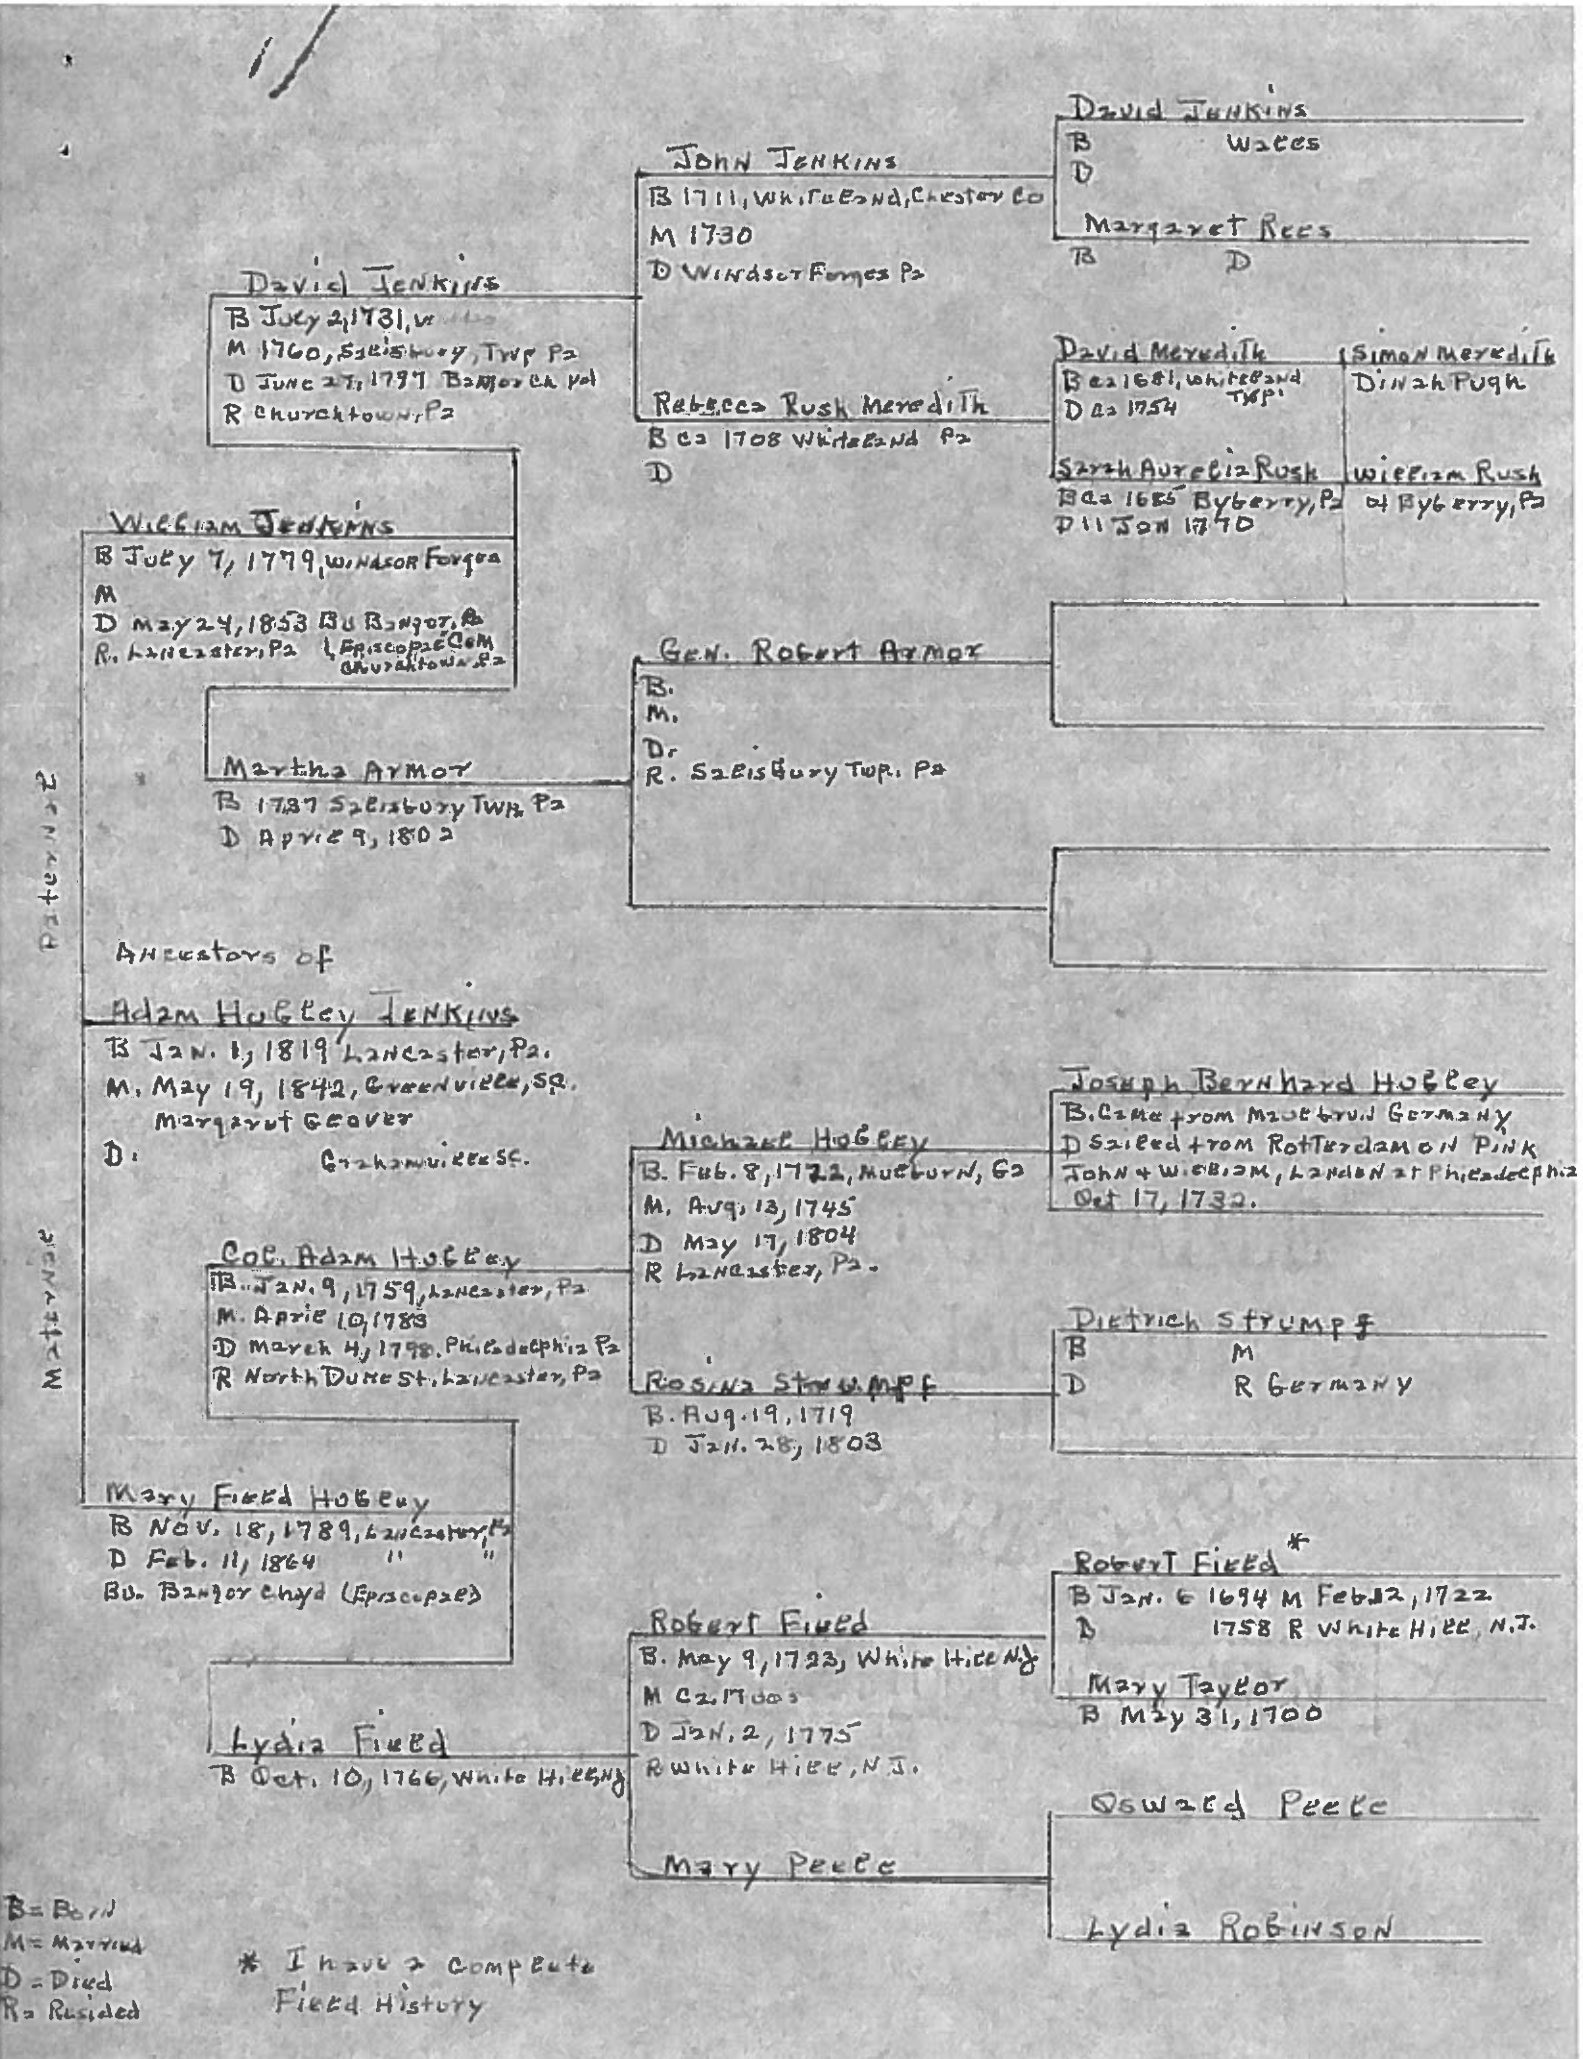 David Jenkins
B Wales
D
Margaret Rees
B D
John Jenkins
B 1711, Whiteland, Chester Co
M 1730
D Windsor Forges Pa
David Jenkins
B July 2, 1731,
M 1760, Salisbury, Twp Pa
D June 27, 1797 Bangor Ch Yd
R Churchtown, Pa
David Meredith
B ca 1681, Whiteland Twp.
D ca 1754
Simon Meredith
Dinah Pugh
Rebecca Rush Meredith
B ca 1708 Whiteland Pa
D
Sarah Aurelia Rush
B ca 1685 Byberry, Pa
D 11 Jan 1770
William Rush
of Byberry, Pa
William Jenkins
B July 7, 1779, Windsor Forges
M
D May 24, 1853 Bu Bangor, Pa
R. Lancaster, Pa (Episcopal Cem
Churchtown, Pa
Gen. Robert Armor
B.
M.
D.
R. Salisbury Twp. Pa
Martha Armor
B 1737 Salisbury Twp, Pa
D April 9, 1802
Paternal
Ancestors of
Adam Hubley Jenkins
B Jan. 1, 1819 Lancaster, Pa.
M. May 19, 1842, Greenville, SC.
Margaret Glover
D. Grahamville SC.
Maternal
Joseph Bernhard Hubley
B. Came from Maulbrun Germany
D Sailed from Rotterdam on Pink
John & William, Landen at Philadelphia
Oct 17, 1732.
Michael Hubley
B. Feb. 8, 1722, Mulburn, Ga
M. Aug. 13, 1745
D May 17, 1804
R Lancaster, Pa.
Col. Adam Hubley
B. Jan. 9, 1759, Lancaster, Pa
M. April 10, 1783
D March 4, 1798. Philadelphia Pa
R North Duke St. Lancaster, Pa
Dietrich Strumpf
B M
D R Germany
Rosina Strumpf
B. Aug. 19, 1719
D Jan. 28, 1803
Mary Field Hubley
B Nov. 18, 1789, Lancaster, Pa
D Feb. 11, 1864 " "
Bu. Bangor Chyd (Episcopal)
Robert Field *
B Jan. 6 1694 M Feb 12, 1722
D 1758 R White Hill, N.J.
Mary Taylor
B May 31, 1700
Robert Field
B. May 9, 1723, White Hill NJ
M Ca.
D Jan. 2, 1775
R White Hill, N.J.
Lydia Field
B Oct. 10, 1766, White Hill, NJ
Oswald Peele
Mary Peele
Lydia Robinson
B = Born
M = Married
D = Died
R = Resided
* I have a complete
Field History